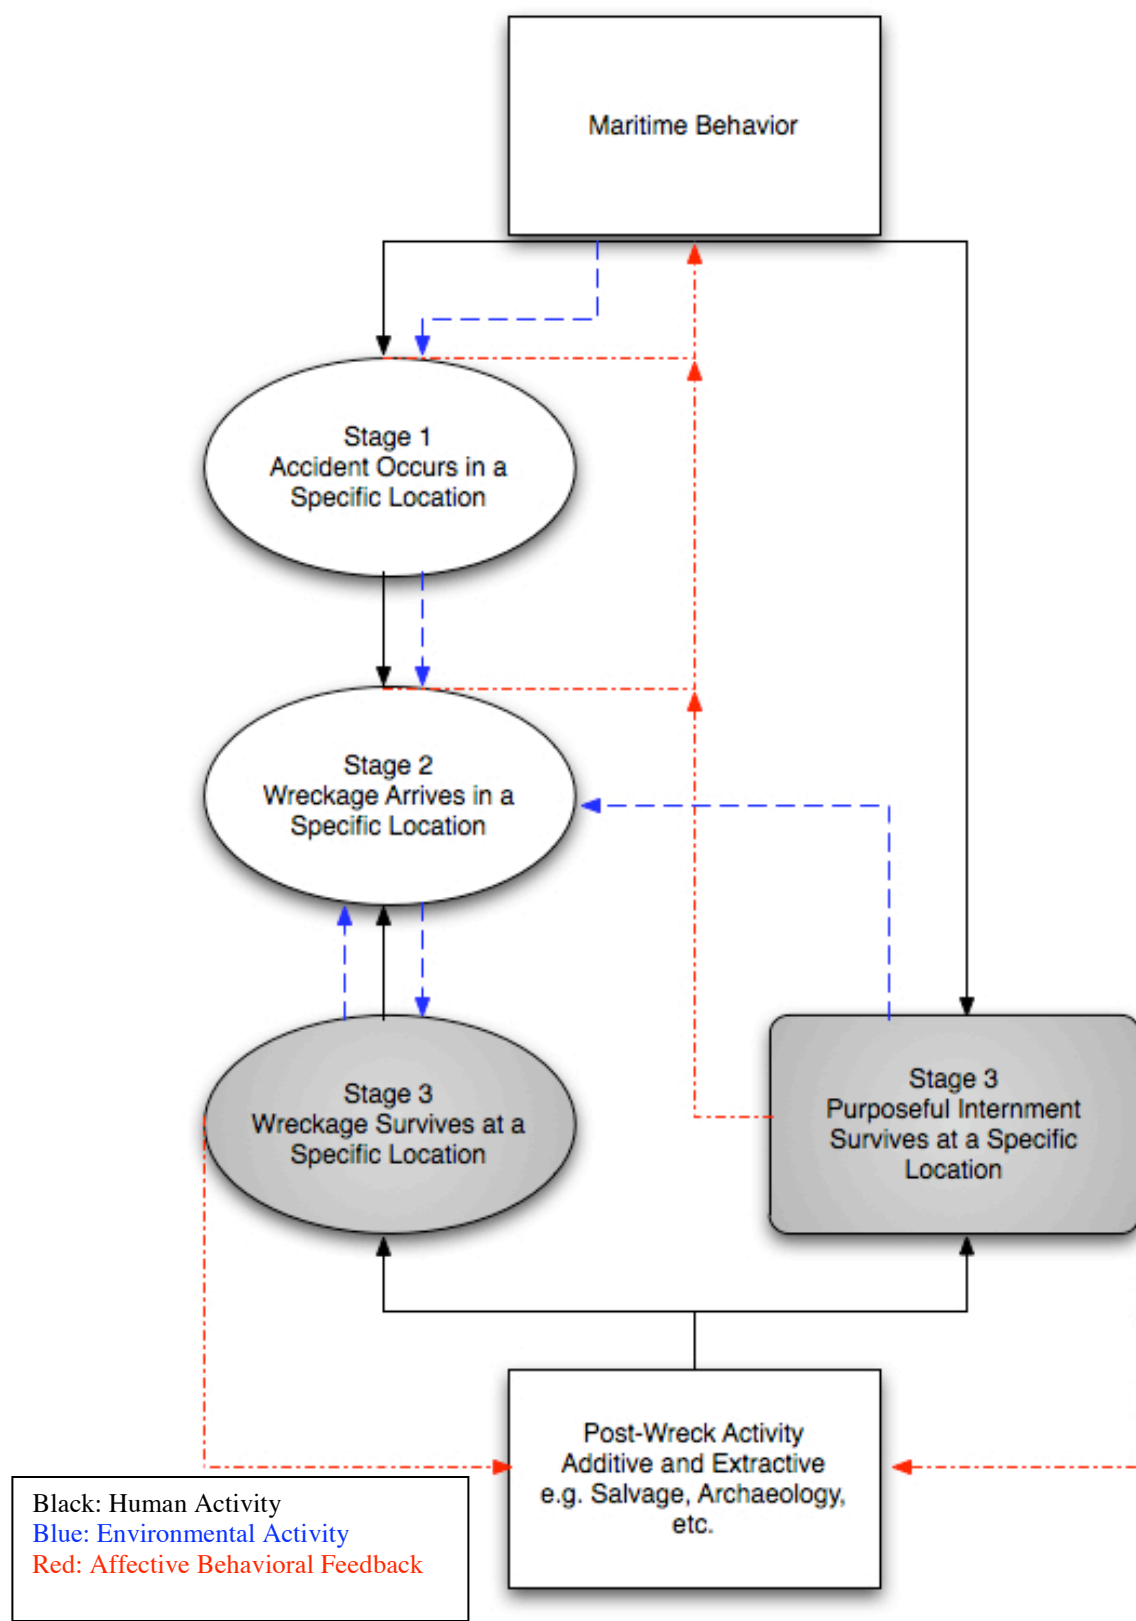 Maritime Behavior
Stage 1
Accident Occurs in a
Specific Location
Stage 2
Wreckage Arrives in a
Specific Location
Stage 3
Wreckage Survives at a
Specific Location
Stage 3
Purposeful Internment
Survives at a Specific
Location
Post-Wreck Activity
Additive and Extractive
e.g. Salvage, Archaeology,
etc.
Black: Human Activity
Blue: Environmental Activity
Red: Affective Behavioral Feedback